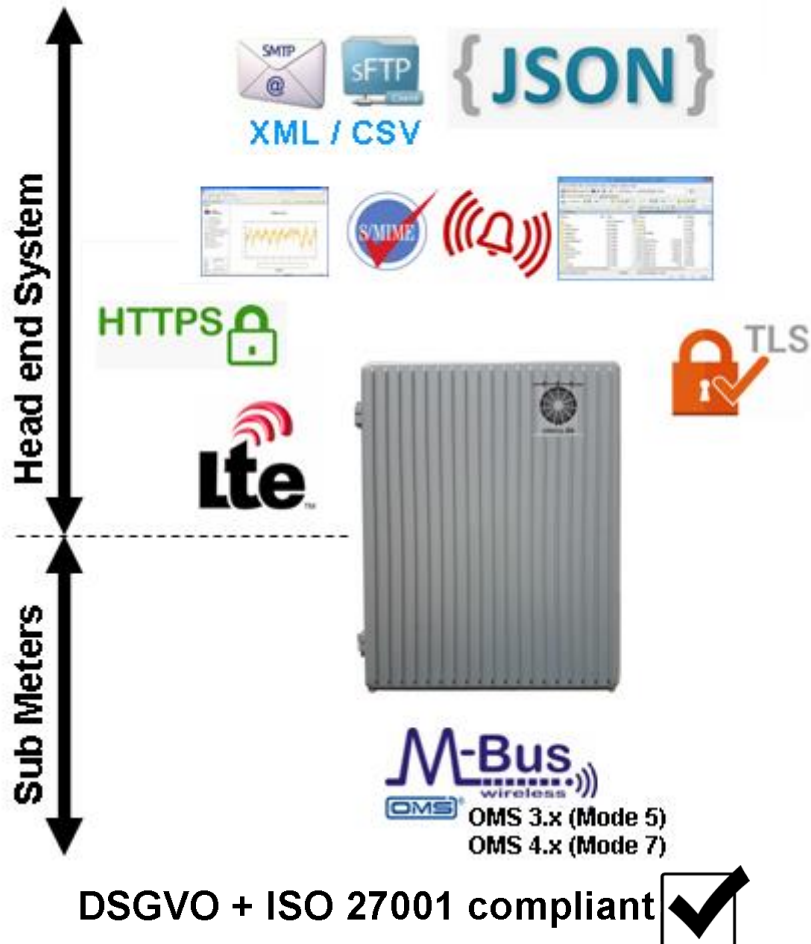 SMTP
@
sFTP
{JSON}
XML / CSV
S/MIME
HTTPS
TLS
Lte
TM
Head end System
Sub Meters
M-Bus
wireless
OMS®
OMS 3.x (Mode 5)
OMS 4.x (Mode 7)
DSGVO + ISO 27001 compliant